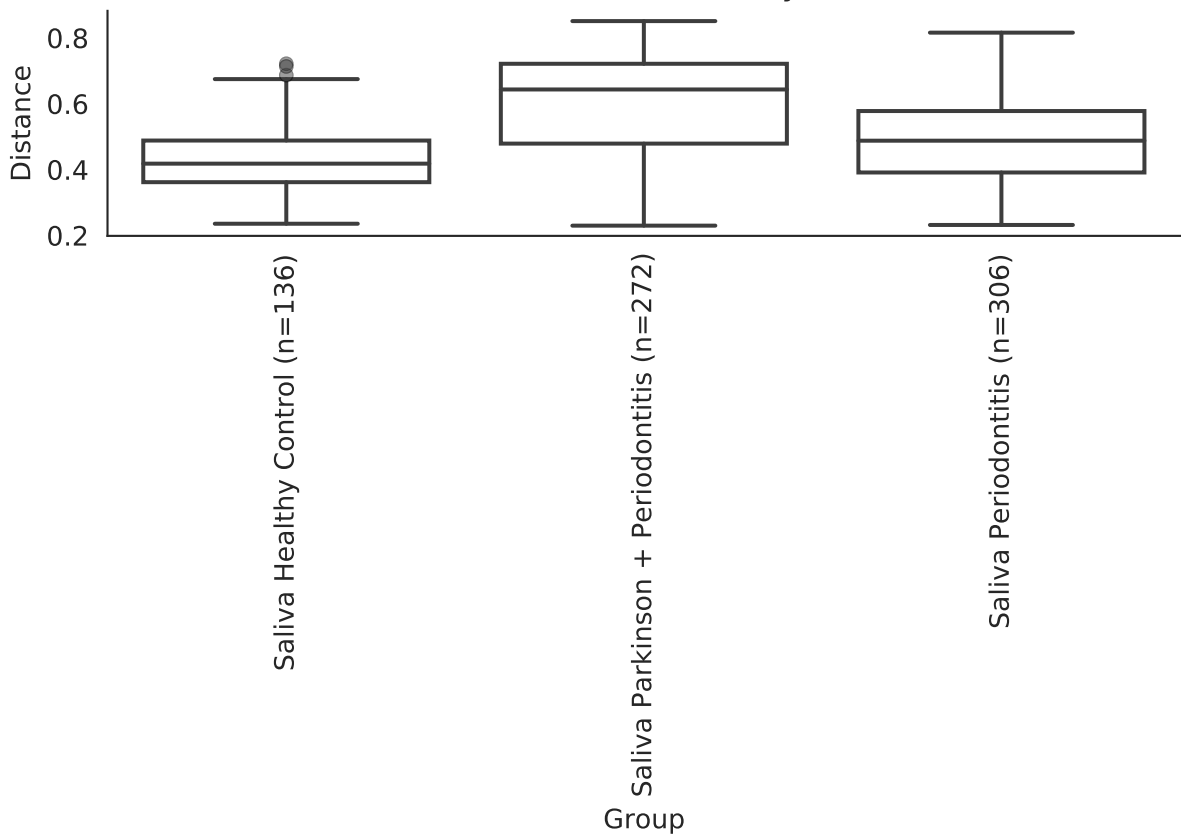 Distance
0.8
0.6
0.4
0.2
Saliva Healthy Control (n=136)
Saliva Parkinson + Periodontitis (n=272)
Saliva Periodontitis (n=306)
Group